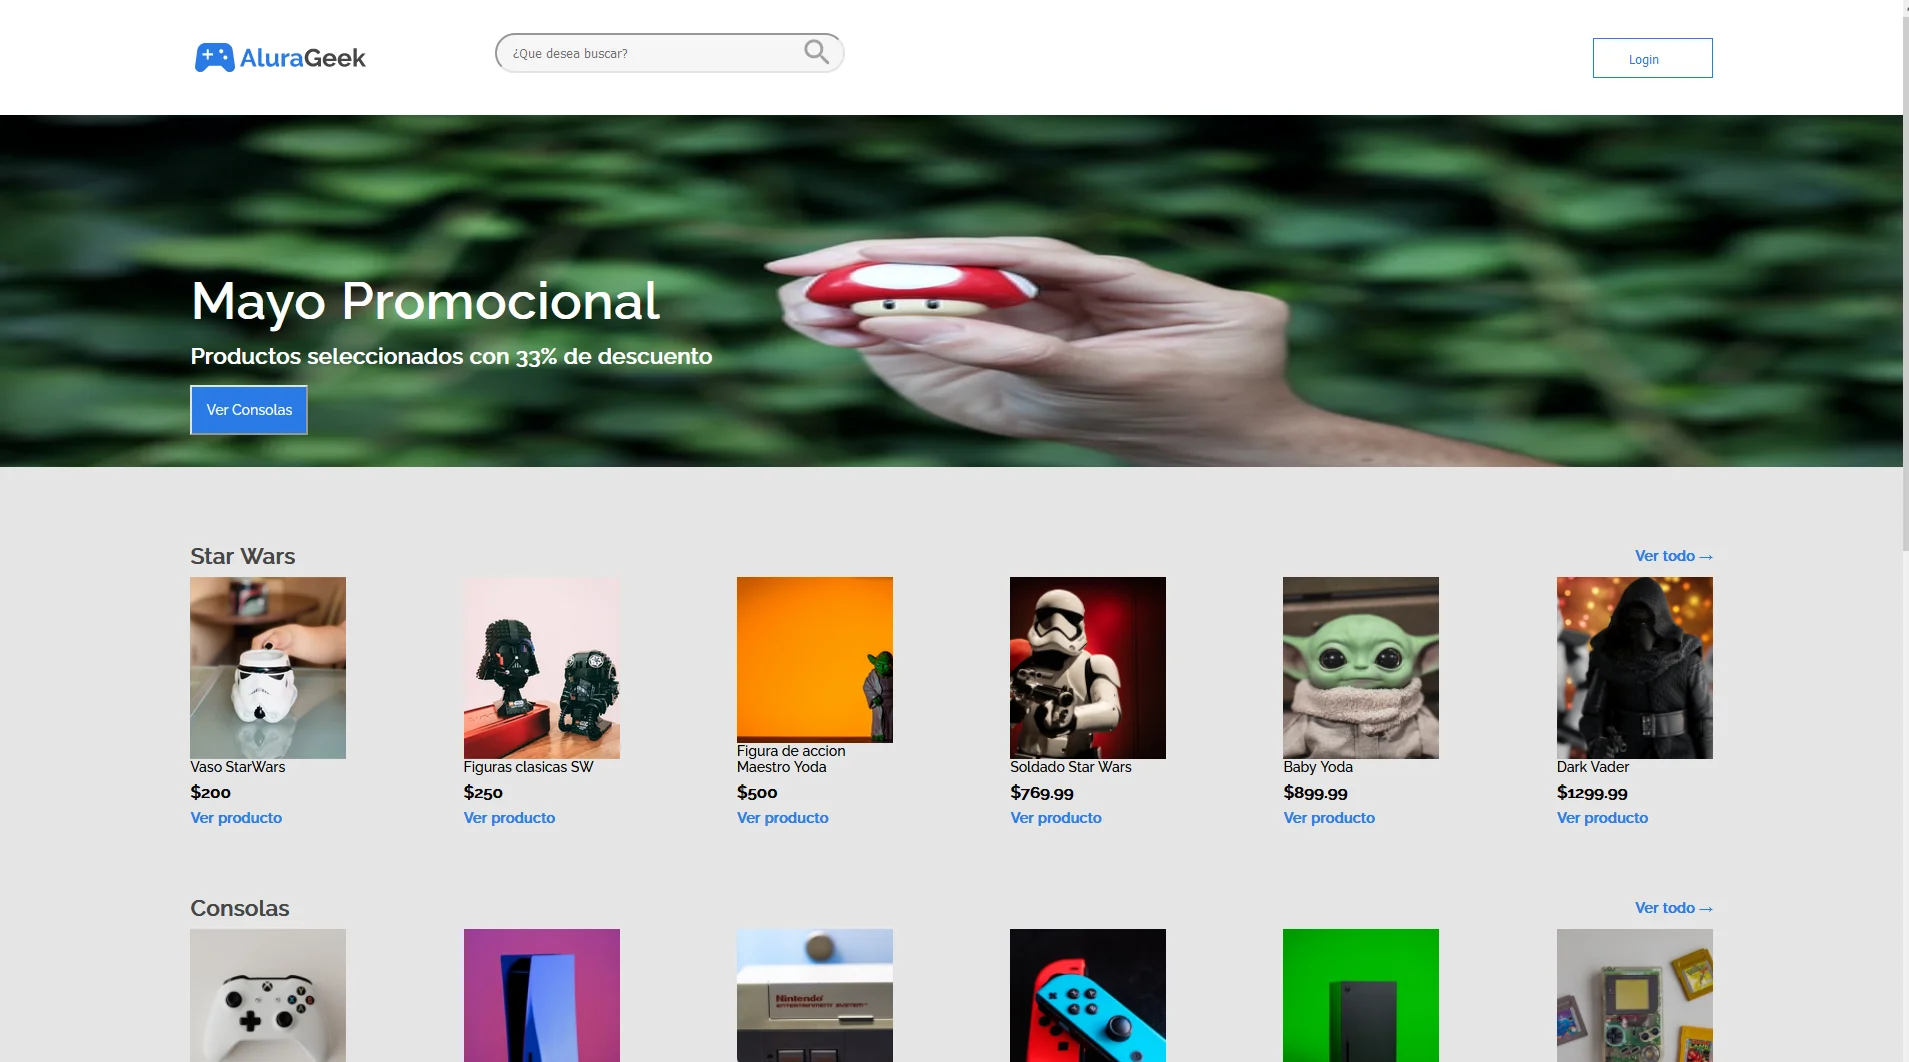 AluraGeek
¿Que desea buscar?
Login
Mayo Promocional
Productos seleccionados con 33% de descuento
Ver Consolas
Star Wars
Ver todo →
Vaso StarWars
$200
Ver producto
Figuras clasicas SW
$250
Ver producto
Figura de accion
Maestro Yoda
$500
Ver producto
Soldado Star Wars
$769.99
Ver producto
Baby Yoda
$899.99
Ver producto
Dark Vader
$1299.99
Ver producto
Consolas
Ver todo →
Nintendo
ENTERTAINMENT SYSTEM™